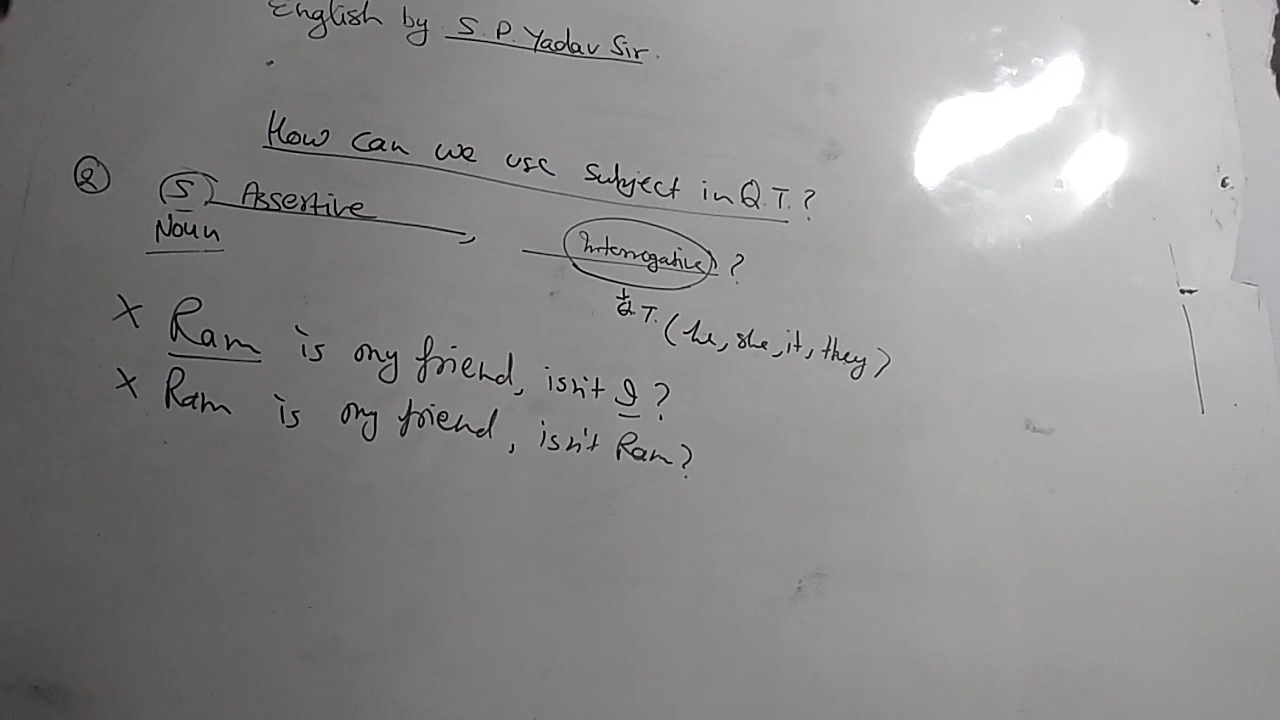 English by S. P. Yadav Sir.
How can we use subject in Q.T.?
② (S) Assertive , Interrogative ?
Noun
Q.T. (he, she, it, they)
X Ram is my friend, isn't I?
X Ram is my friend, isn't Ram?